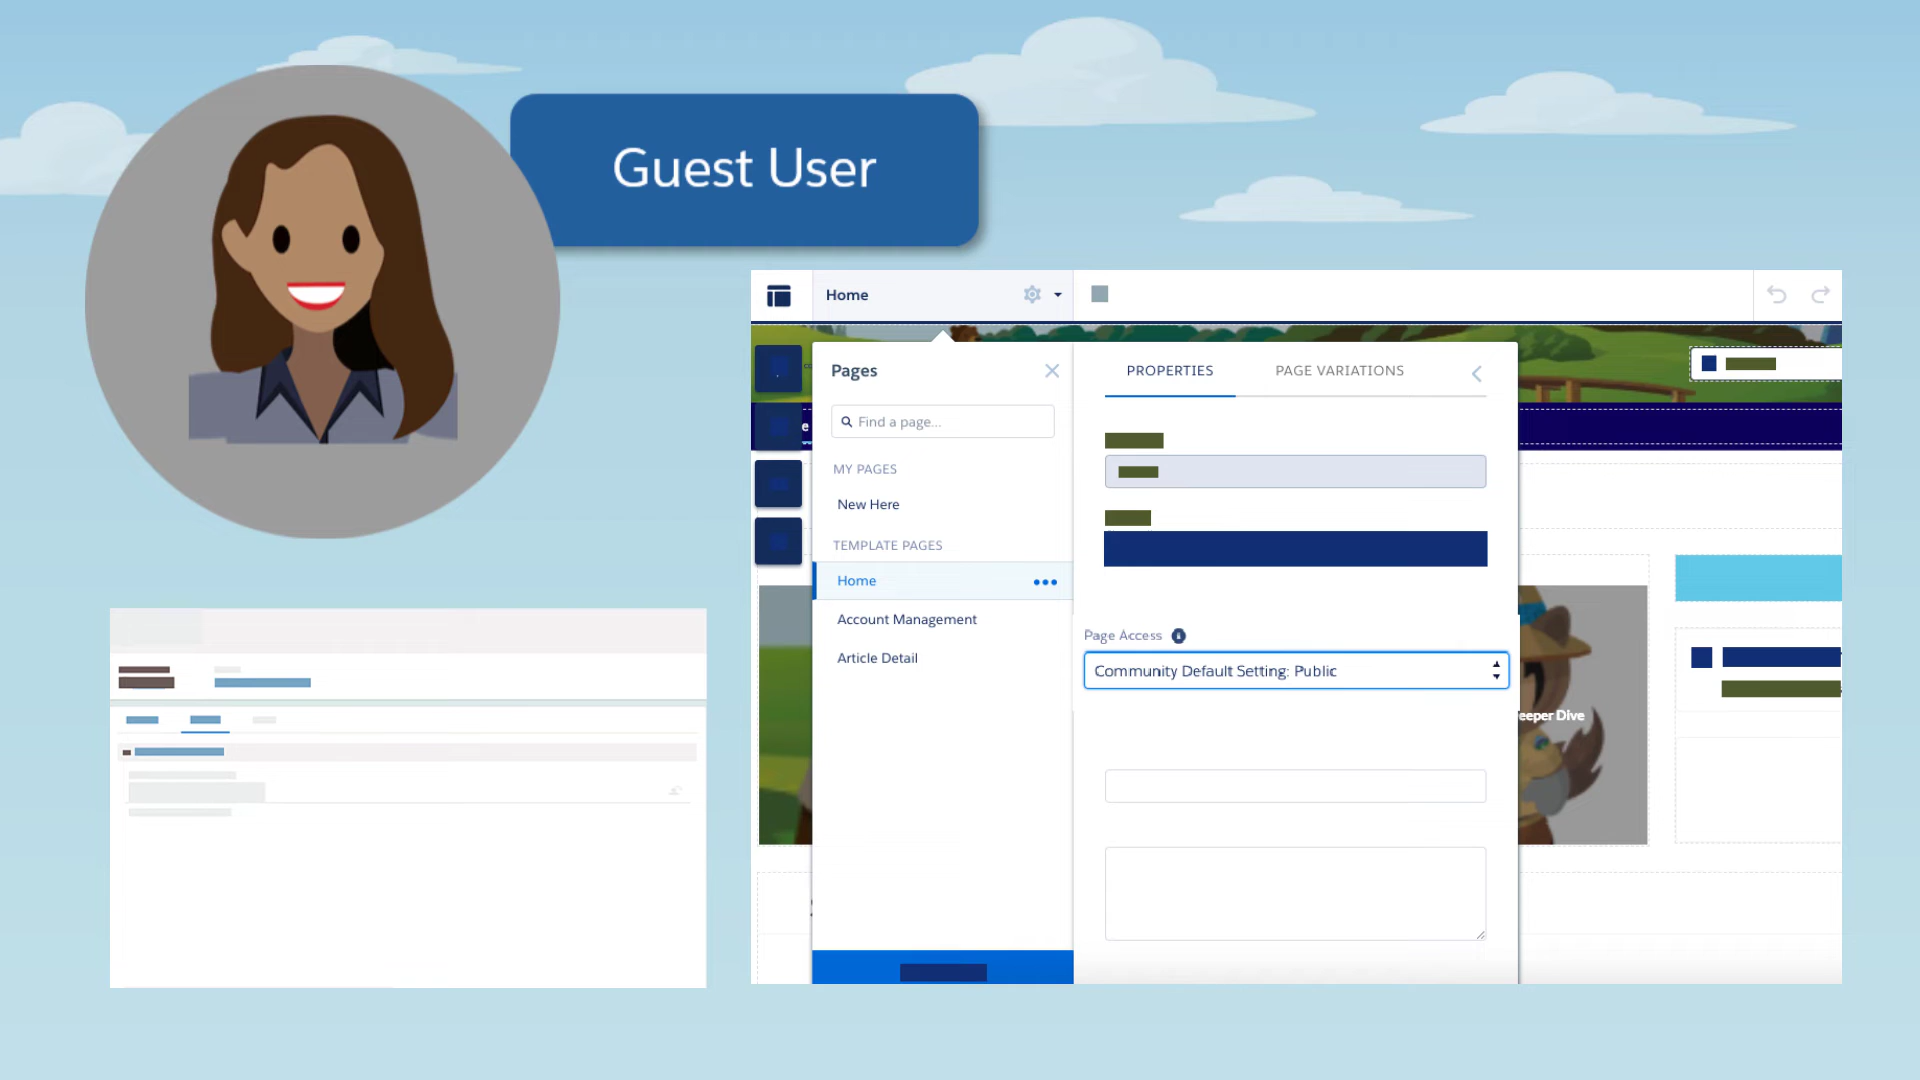 Guest User
Home
Pages
Find a page...
MY PAGES
New Here
TEMPLATE PAGES
Home
Account Management
Article Detail
PROPERTIES
PAGE VARIATIONS
Page Access
Community Default Setting: Public
eeper Dive